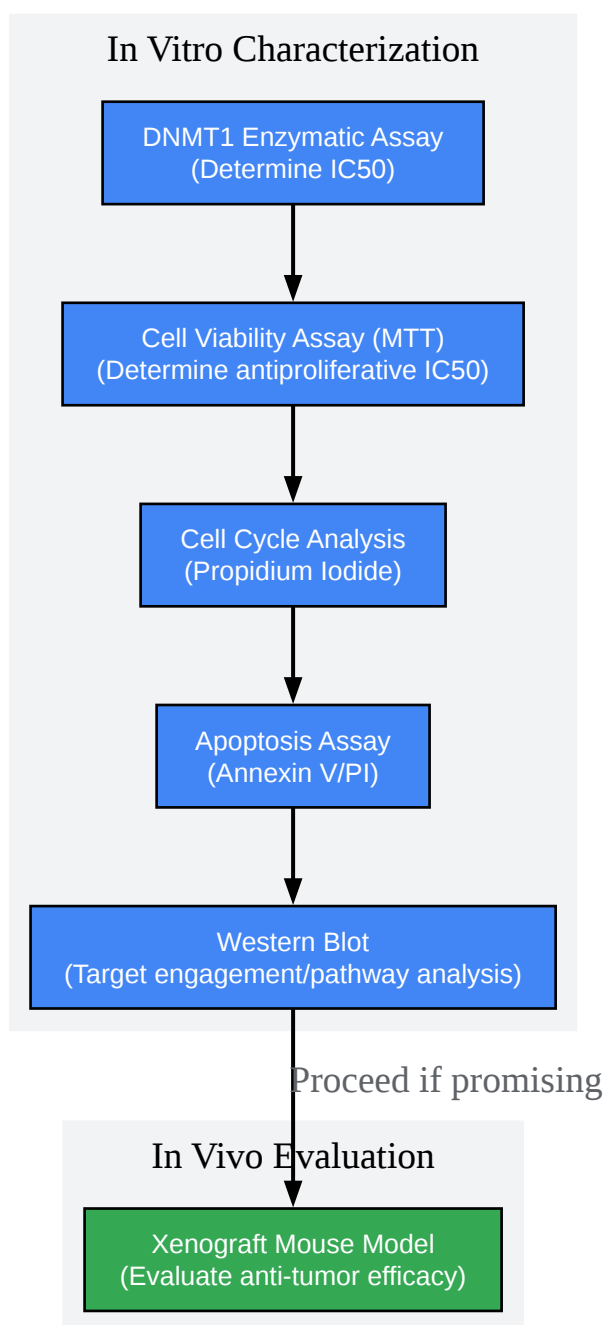 In Vitro Characterization
DNMT1 Enzymatic Assay
(Determine IC50)
Cell Viability Assay (MTT)
(Determine antiproliferative IC50)
Cell Cycle Analysis
(Propidium Iodide)
Apoptosis Assay
(Annexin V/PI)
Western Blot
(Target engagement/pathway analysis)
Proceed if promising
In Vivo Evaluation
Xenograft Mouse Model
(Evaluate anti-tumor efficacy)